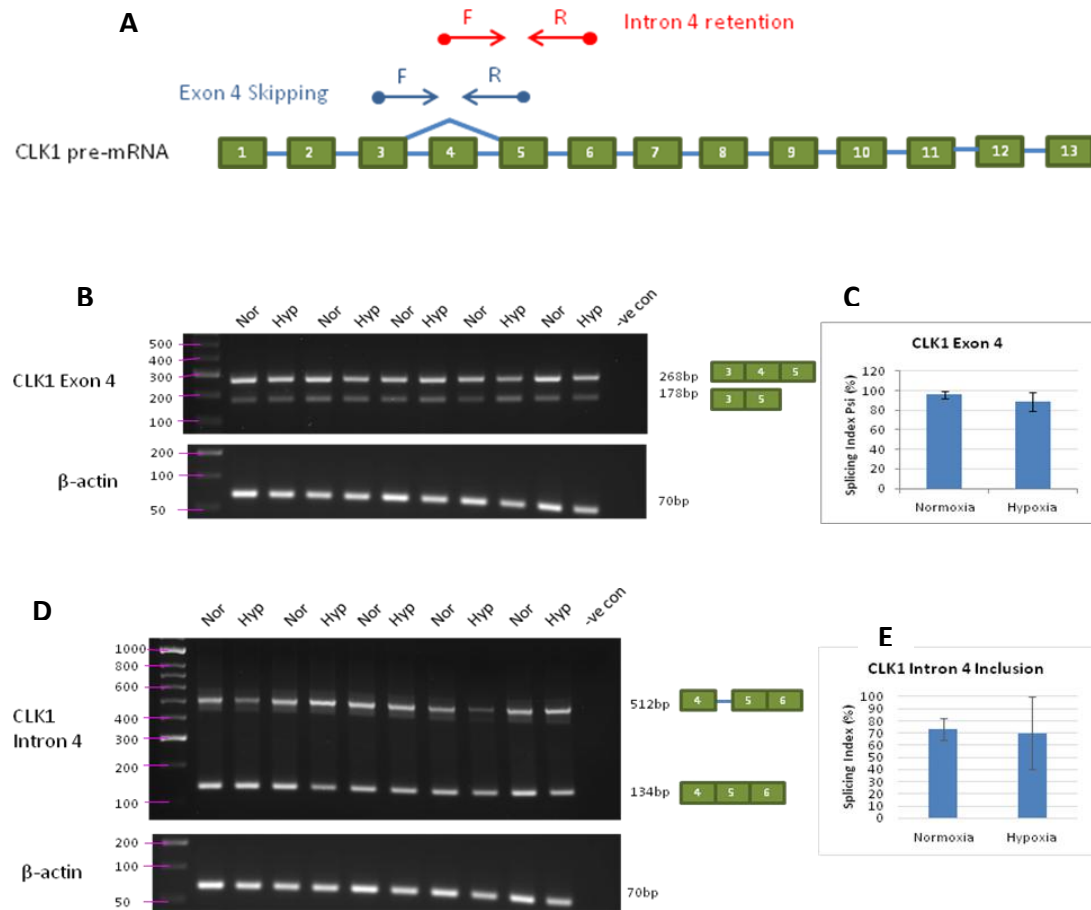 A
F R Intron 4 retention
F R
Exon 4 Skipping
CLK1 pre-mRNA 1 2 3 4 5 6 7 8 9 10 11 12 13
B
Nor Hyp Nor Hyp Nor Hyp Nor Hyp Nor Hyp -ve con
CLK1 Exon 4
500
400
300
200
100
268bp 3 4 5
178bp 3 5
β-actin
200
100
50
70bp
C
CLK1 Exon 4
Splicing Index Psi (%)
120
100
80
60
40
20
0
Normoxia Hypoxia
D
Nor Hyp Nor Hyp Nor Hyp Nor Hyp Nor Hyp -ve con
CLK1
Intron 4
1000
800
600
400
300
200
100
512bp 4 5 6
134bp 4 5 6
β-actin
200
100
50
70bp
E
CLK1 Intron 4 Inclusion
Splicing Index (%)
100
90
80
70
60
50
40
30
20
10
0
Normoxia Hypoxia